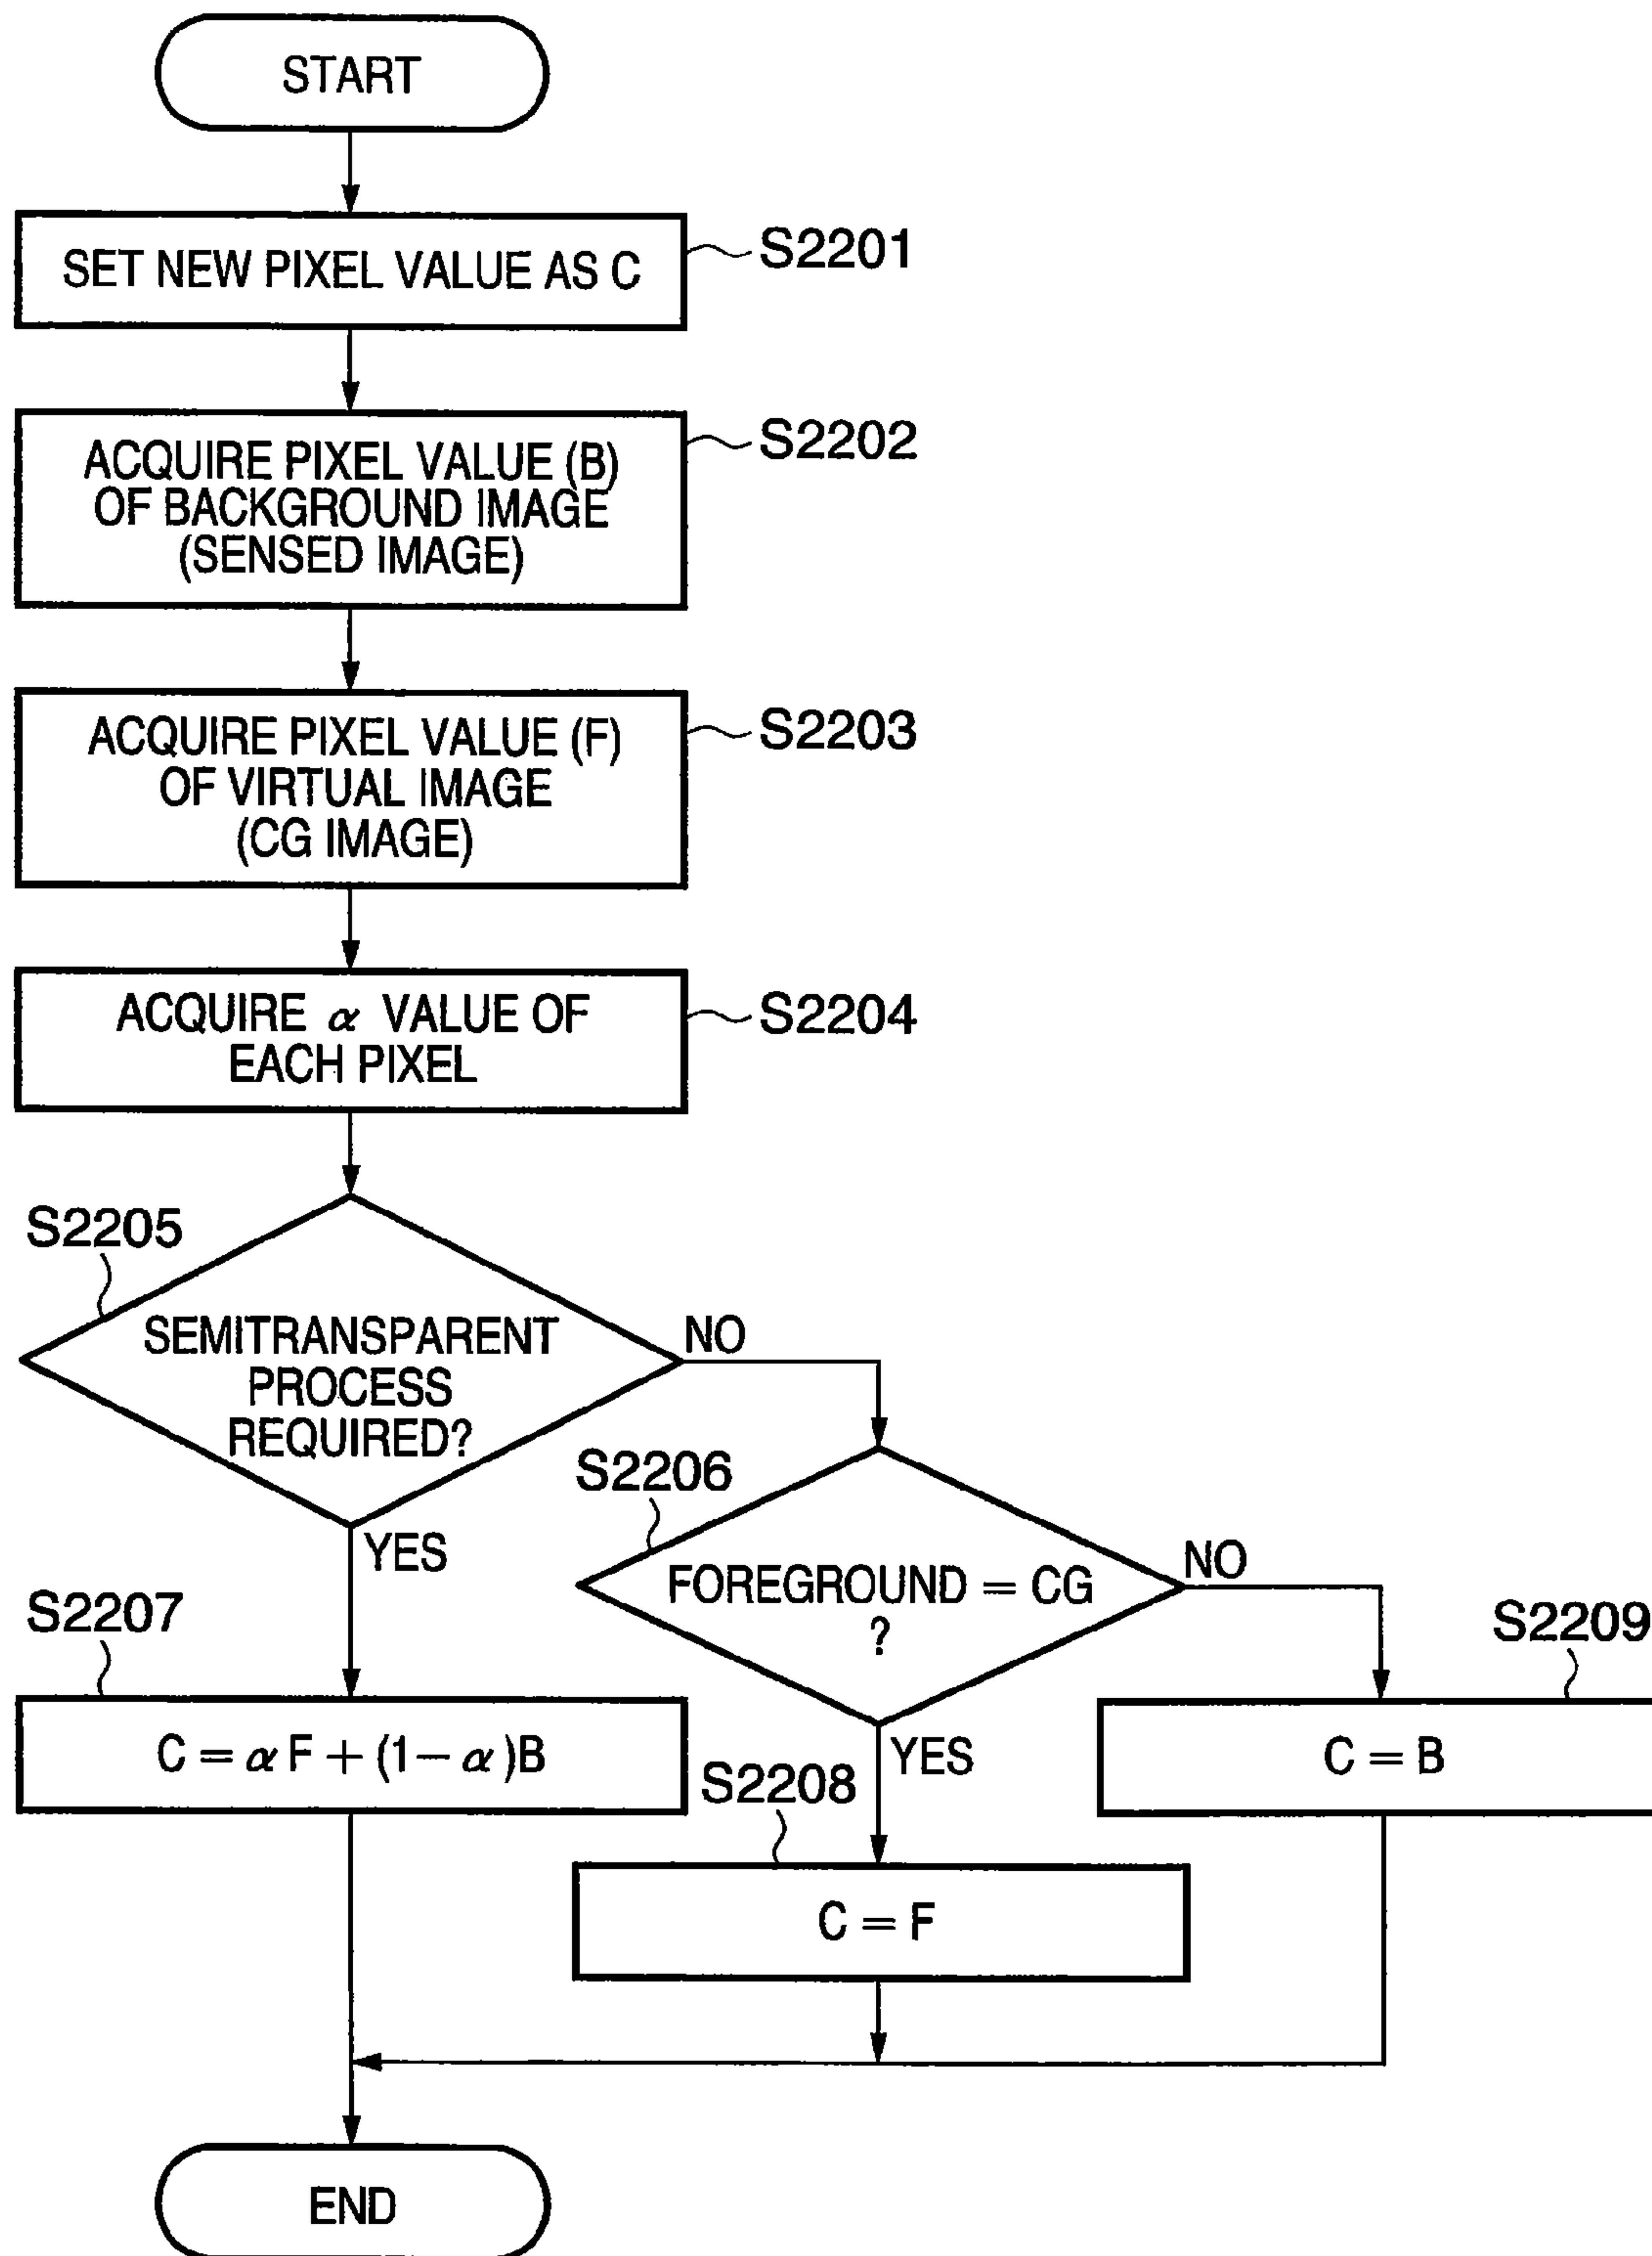 START
SET NEW PIXEL VALUE AS C
S2201
ACQUIRE PIXEL VALUE (B)
OF BACKGROUND IMAGE
(SENSED IMAGE)
S2202
ACQUIRE PIXEL VALUE (F)
OF VIRTUAL IMAGE
(CG IMAGE)
S2203
ACQUIRE α VALUE OF
EACH PIXEL
S2204
S2205
SEMITRANSPARENT
PROCESS
REQUIRED?
NO
YES
S2206
FOREGROUND = CG
?
NO
YES
S2207
C = α F + (1 − α )B
S2208
C = F
S2209
C = B
END